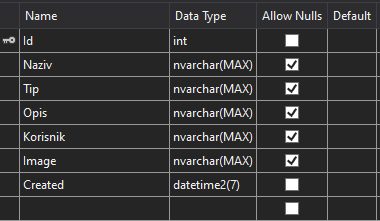 Name Data Type Allow Nulls Default
Id int
Naziv nvarchar(MAX)
Tip nvarchar(MAX)
Opis nvarchar(MAX)
Korisnik nvarchar(MAX)
Image nvarchar(MAX)
Created datetime2(7)